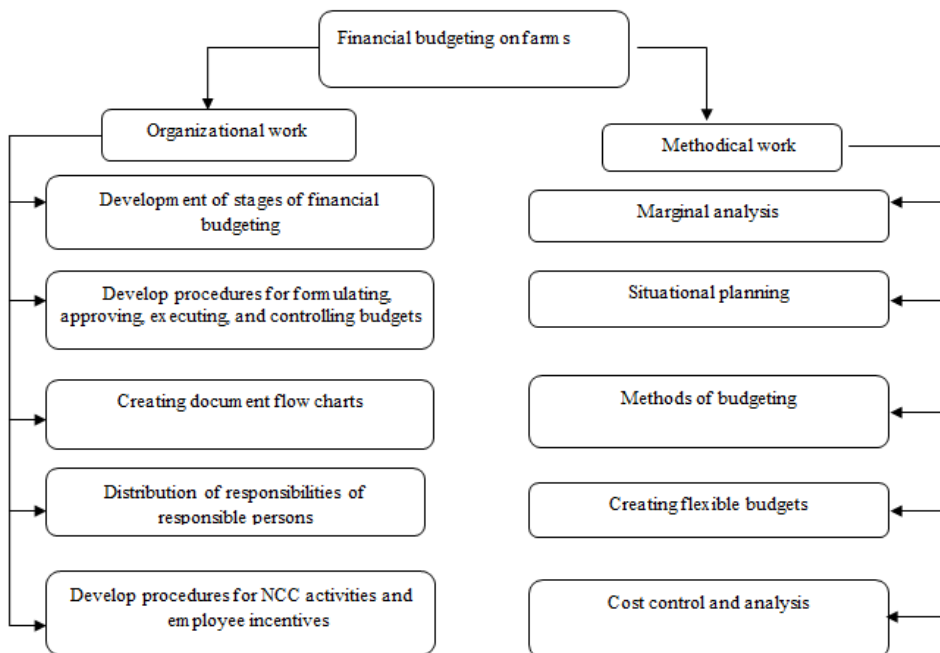 Financial budgeting on farms
Organizational work
Methodical work
Development of stages of financial
budgeting
Marginal analysis
Develop procedures for formulating,
approving, executing, and controlling budgets
Situational planning
Creating document flow charts
Methods of budgeting
Distribution of responsibilities of
responsible persons
Creating flexible budgets
Develop procedures for NCC activities and
employee incentives
Cost control and analysis